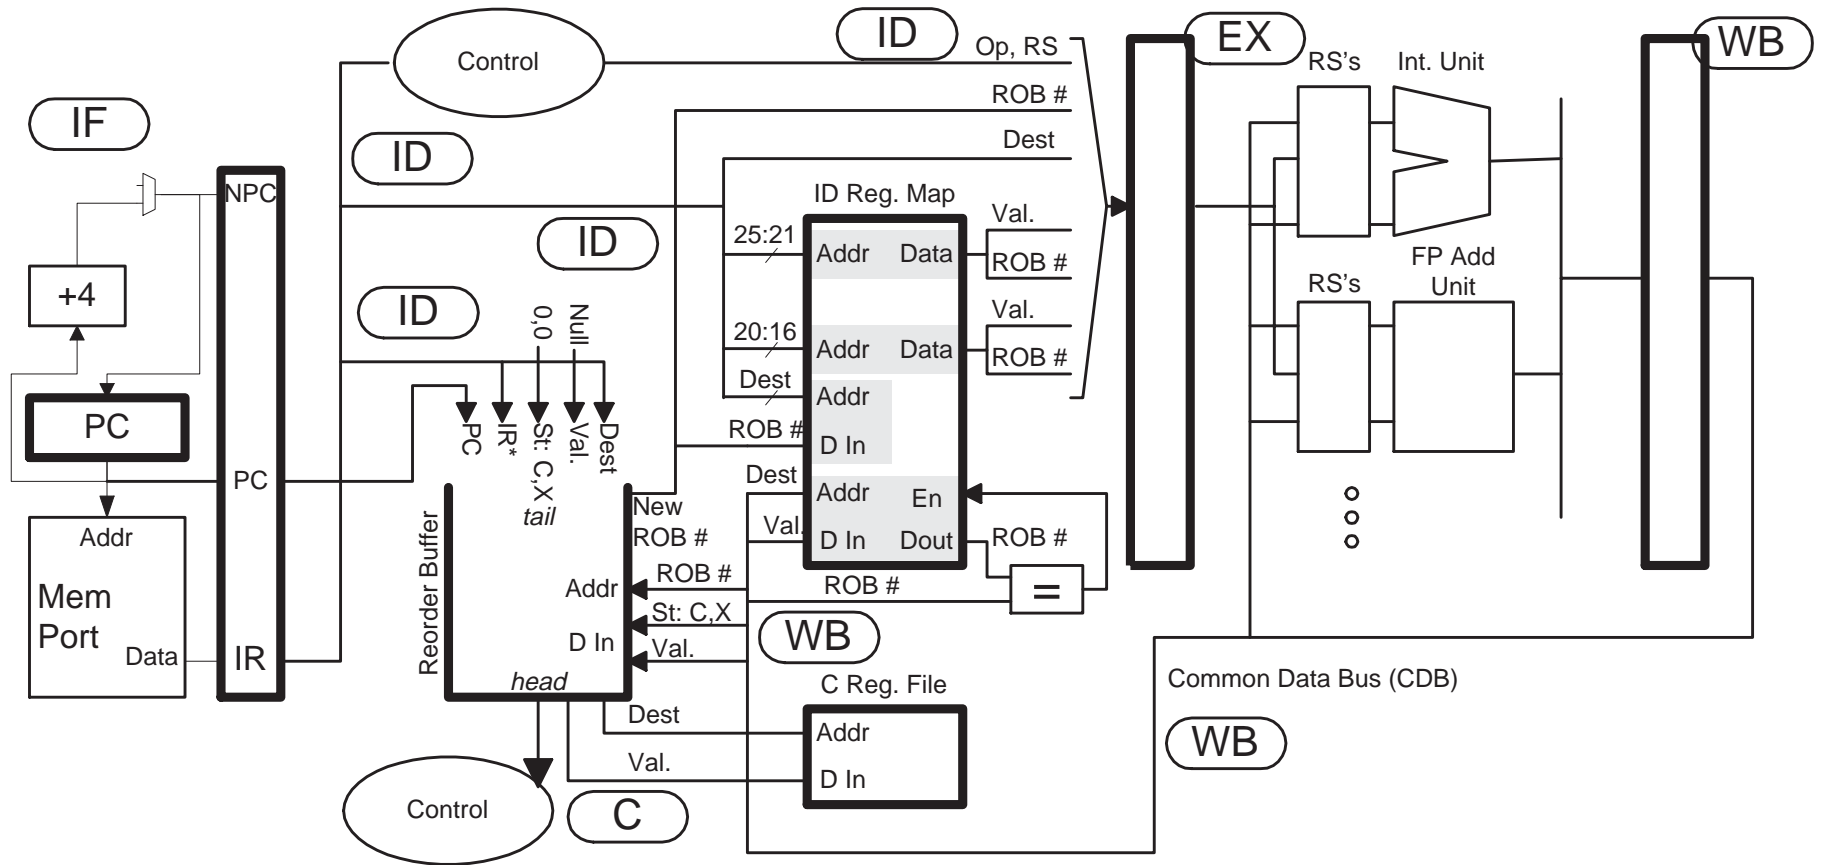 Control
ID
Op, RS
EX
WB
RS's
Int. Unit
IF
ROB #
ID
Dest
ID Reg. Map
NPC
Val.
25:21
Addr
Data
ROB #
ID
FP Add
Unit
RS's
+4
ID
0,0
Null
20:16
Addr
Data
Val.
ROB #
Dest
Addr
PC
PC
IR*
St: C,X
Val.
Dest
ROB #
D In
tail
PC
Dest
Addr
En
New
ROB #
Val.
D In
Dout
ROB #
Addr
Mem
Port
Data
IR
Reorder Buffer
Addr
ROB #
ROB #
=
St: C,X
WB
D In
Val.
head
C Reg. File
Common Data Bus (CDB)
Dest
Addr
WB
Val.
D In
Control
C